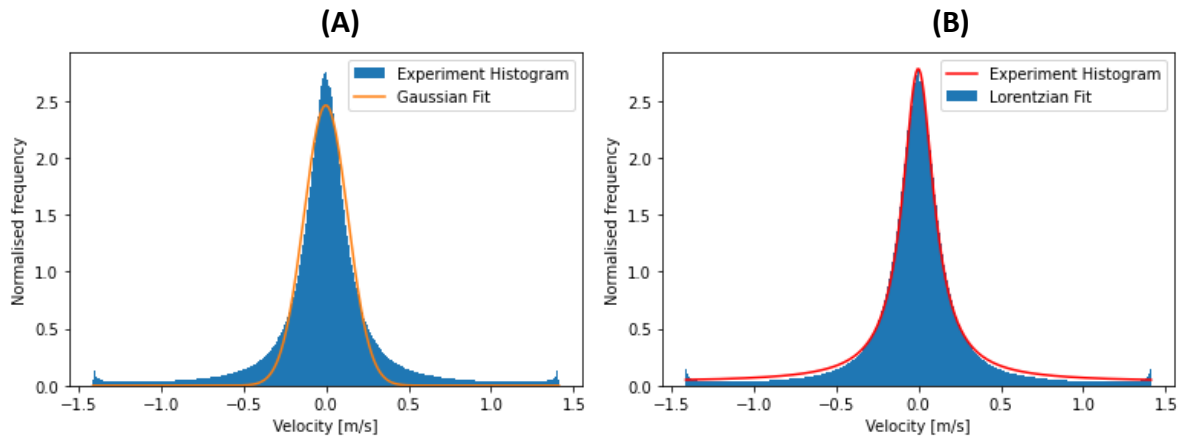 (A)
Experiment Histogram
Gaussian Fit
Normalised frequency
2.5
2.0
1.5
1.0
0.5
0.0
−1.5 −1.0 −0.5 0.0 0.5 1.0 1.5
Velocity [m/s]
(B)
Experiment Histogram
Lorentzian Fit
Normalised frequency
2.5
2.0
1.5
1.0
0.5
0.0
−1.5 −1.0 −0.5 0.0 0.5 1.0 1.5
Velocity [m/s]